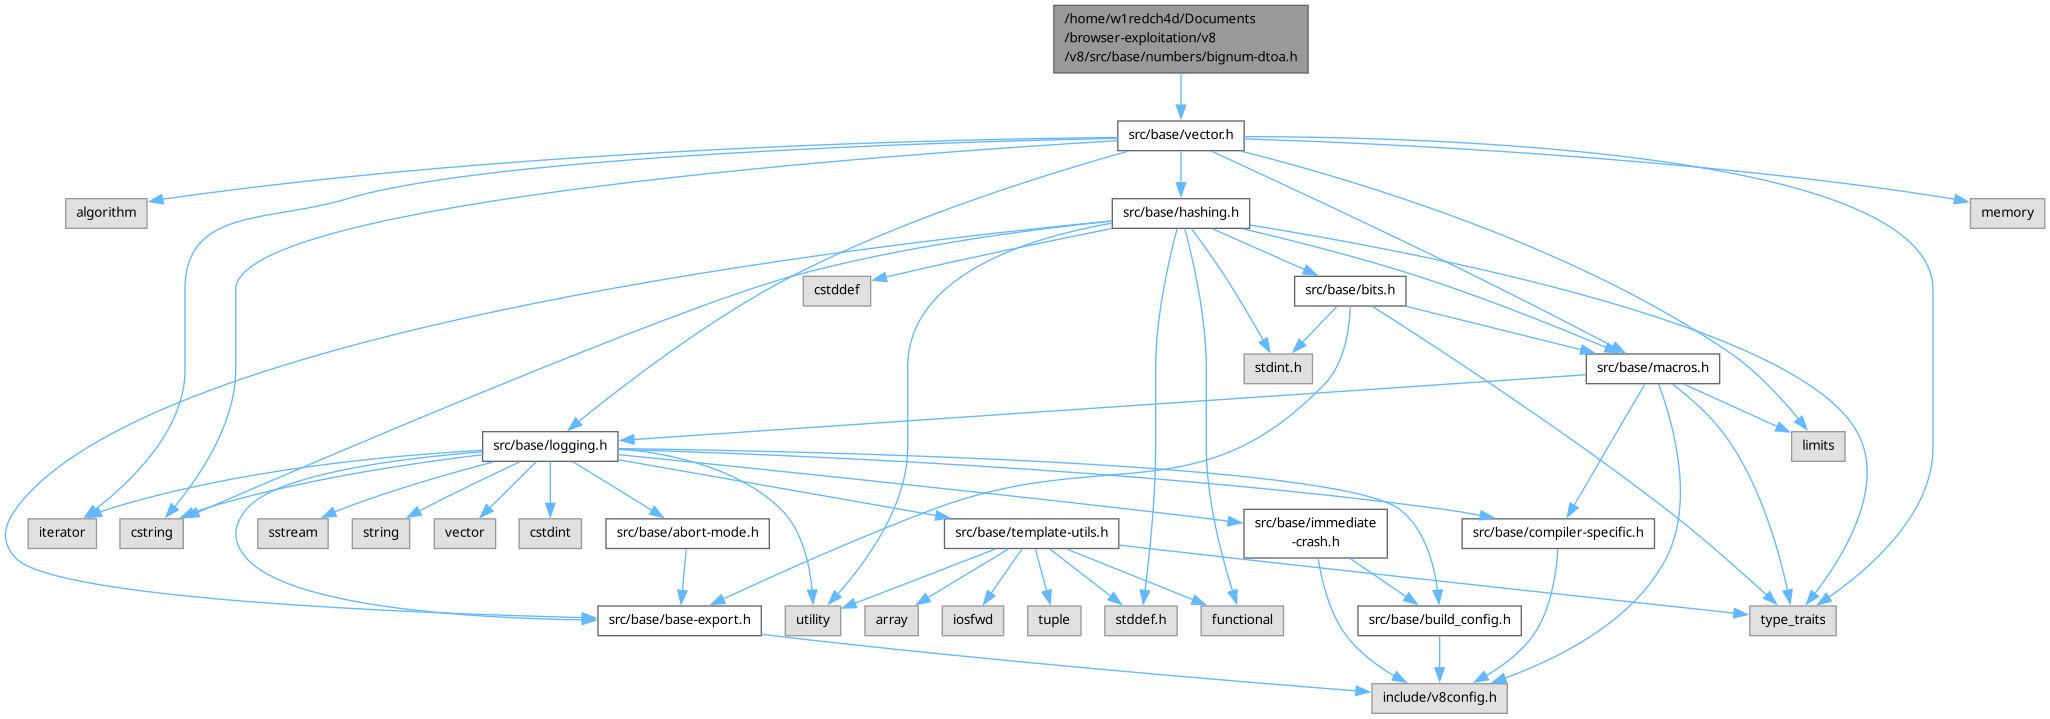 /home/w1redch4d/Documents
/browser-exploitation/v8
/v8/src/base/numbers/bignum-dtoa.h
src/base/vector.h
algorithm
src/base/hashing.h
memory
cstddef
src/base/bits.h
stdint.h
src/base/macros.h
src/base/logging.h
limits
iterator
cstring
sstream
string
vector
cstdint
src/base/abort-mode.h
src/base/template-utils.h
src/base/immediate
-crash.h
src/base/compiler-specific.h
src/base/base-export.h
utility
array
iosfwd
tuple
stddef.h
functional
src/base/build_config.h
type_traits
include/v8config.h